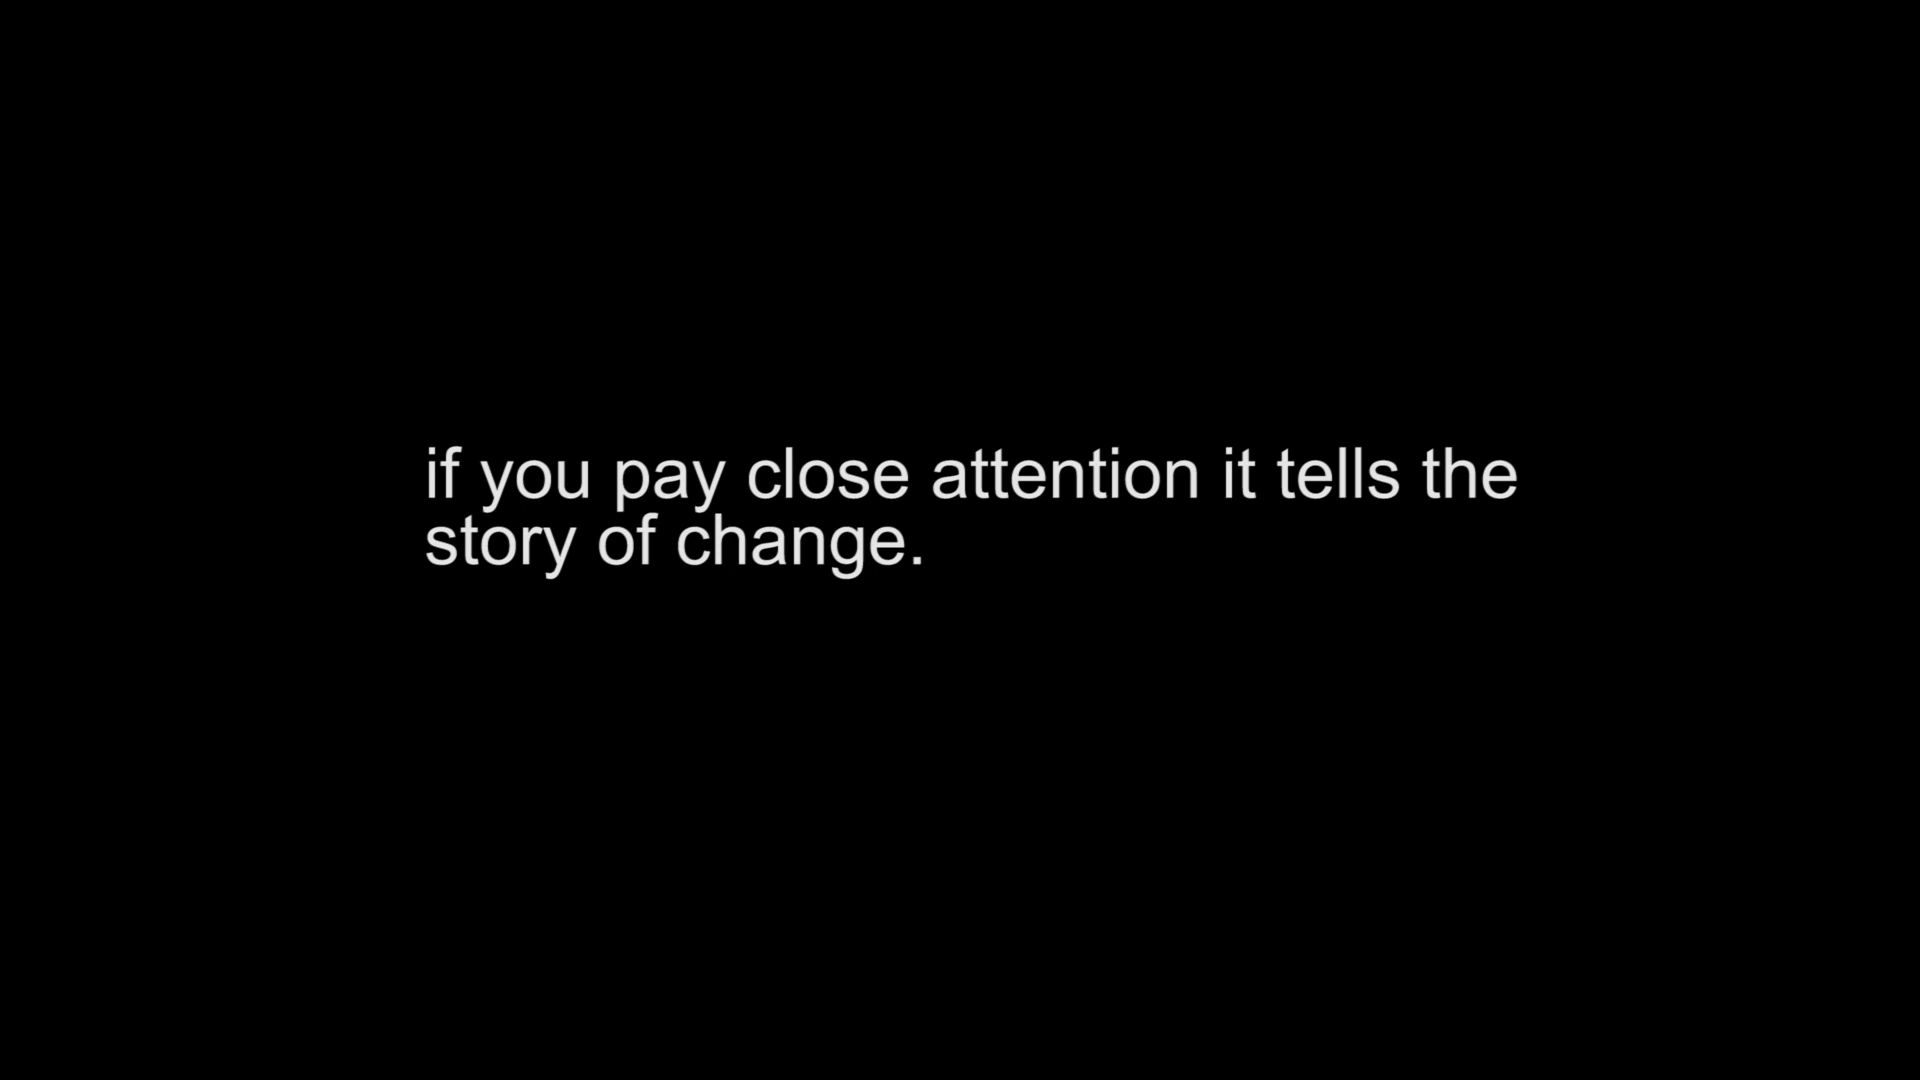 if you pay close attention it tells the
story of change.